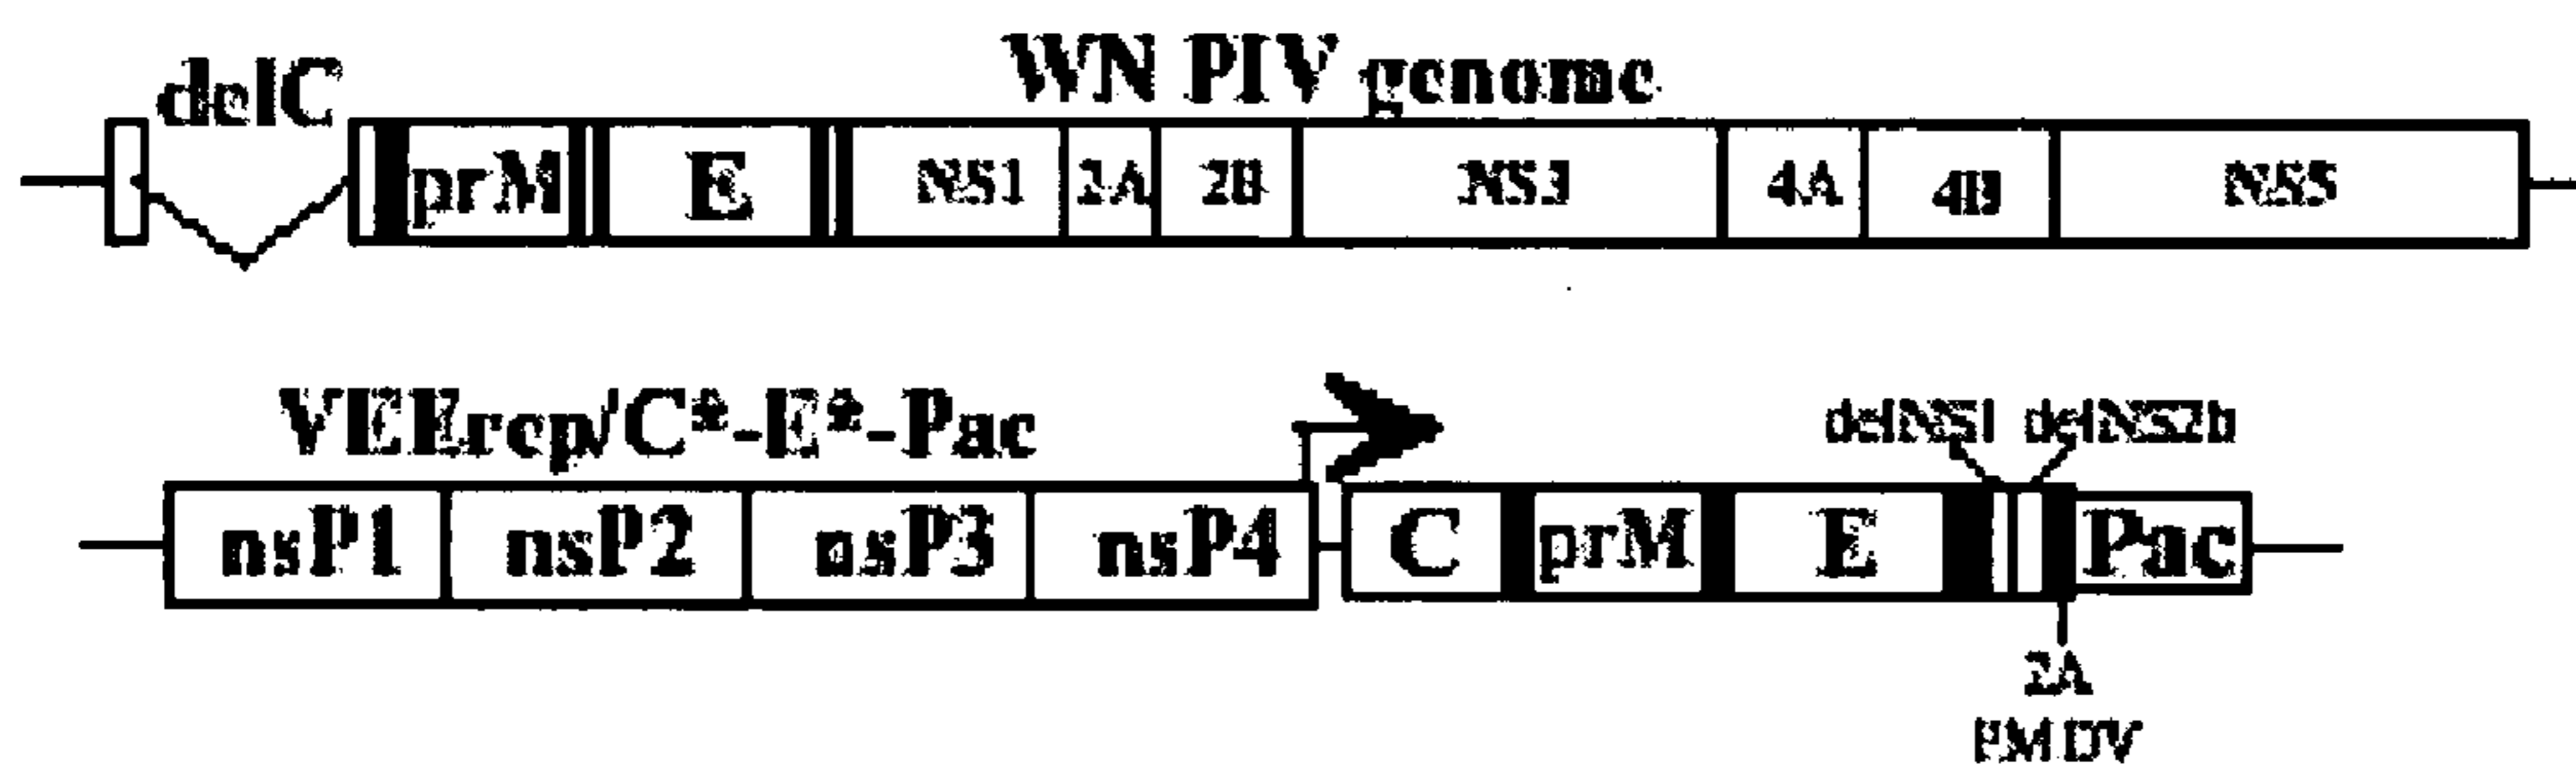 WN PIV genome
delC
prM E NS1 2A 2B NS3 4A 4B NS5
VEErep/C*-E*-Pac
delNS1 delNS2b
nsP1 nsP2 nsP3 nsP4 C prM E Pac
2A
FMDV